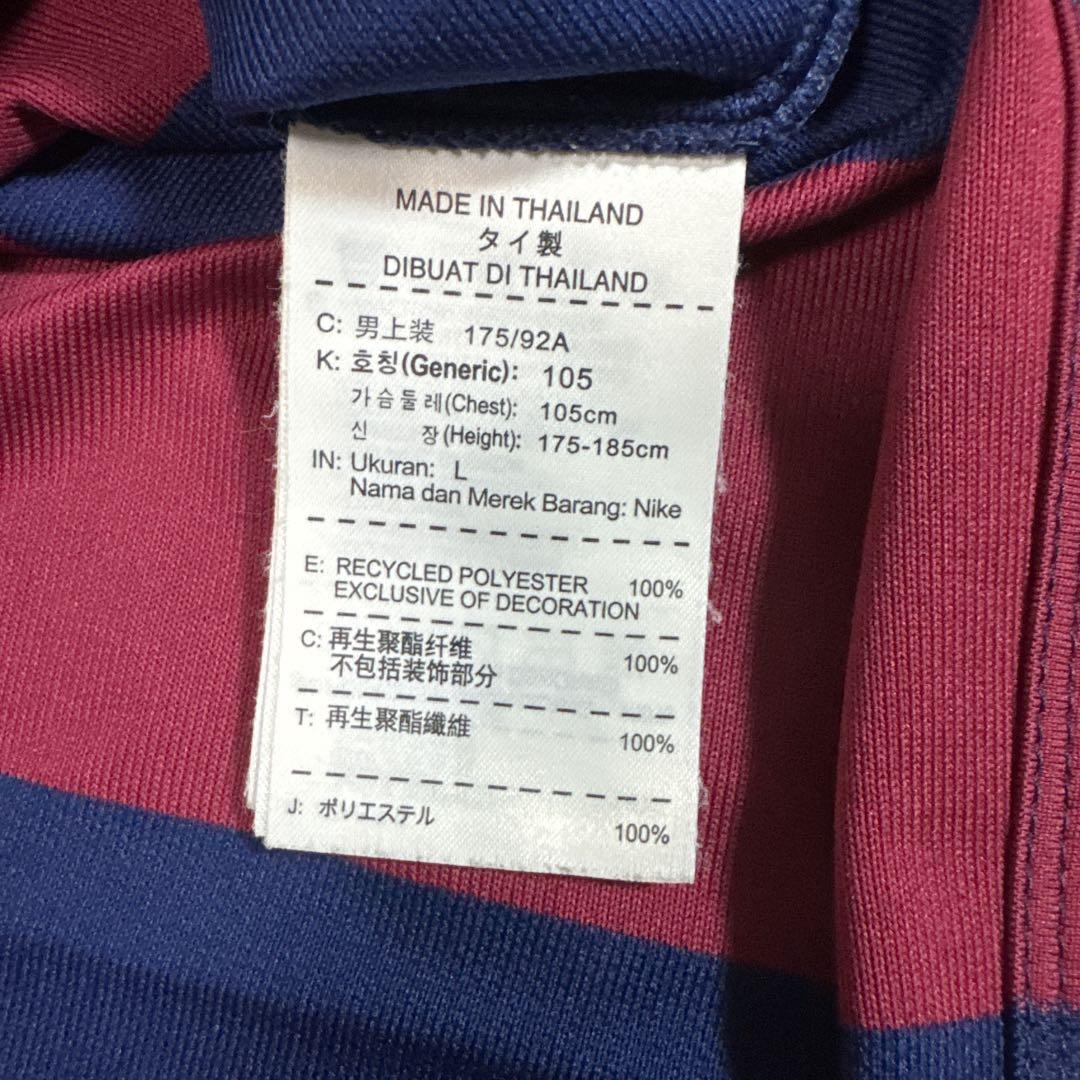 MADE IN THAILAND
タイ製
DIBUAT DI THAILAND
C: 男上装 175/92A
K: 호칭(Generic): 105
가슴둘레(Chest): 105cm
신 장(Height): 175-185cm
IN: Ukuran: L
Nama dan Merek Barang: Nike
E: RECYCLED POLYESTER 100%
EXCLUSIVE OF DECORATION
C: 再生聚酯纤维 100%
不包括装饰部分
T: 再生聚酯纖維 100%
J: ポリエステル 100%